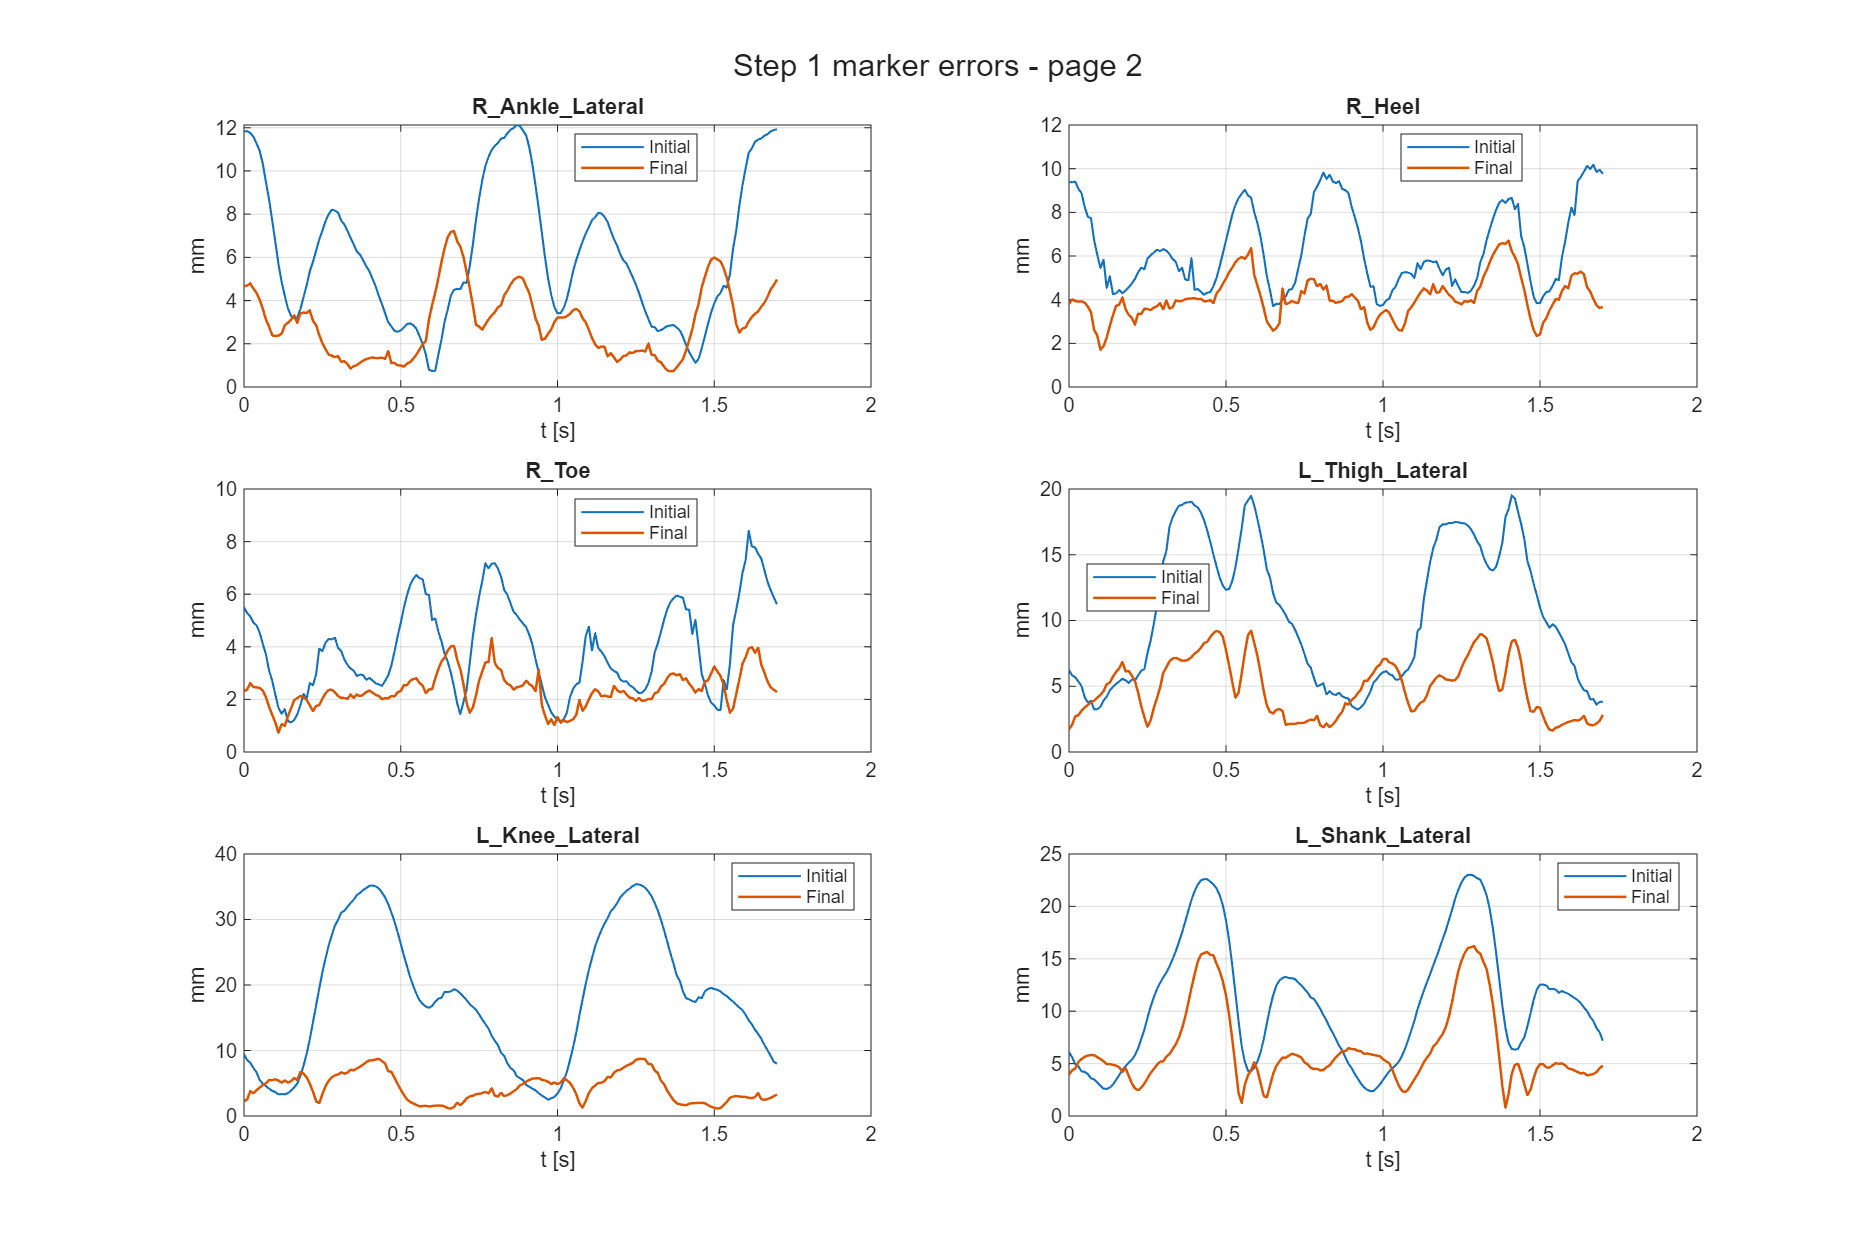 Step 1 marker errors - page 2
R_Ankle_Lateral
12
10
8
6
4
2
0
mm
Initial
Final
0 0.5 1 1.5 2
t [s]
R_Heel
12
10
8
6
4
2
0
mm
Initial
Final
0 0.5 1 1.5 2
t [s]
R_Toe
10
8
6
4
2
0
mm
Initial
Final
0 0.5 1 1.5 2
t [s]
L_Thigh_Lateral
20
15
10
5
0
mm
Initial
Final
0 0.5 1 1.5 2
t [s]
L_Knee_Lateral
40
30
20
10
0
mm
Initial
Final
0 0.5 1 1.5 2
t [s]
L_Shank_Lateral
25
20
15
10
5
0
mm
Initial
Final
0 0.5 1 1.5 2
t [s]